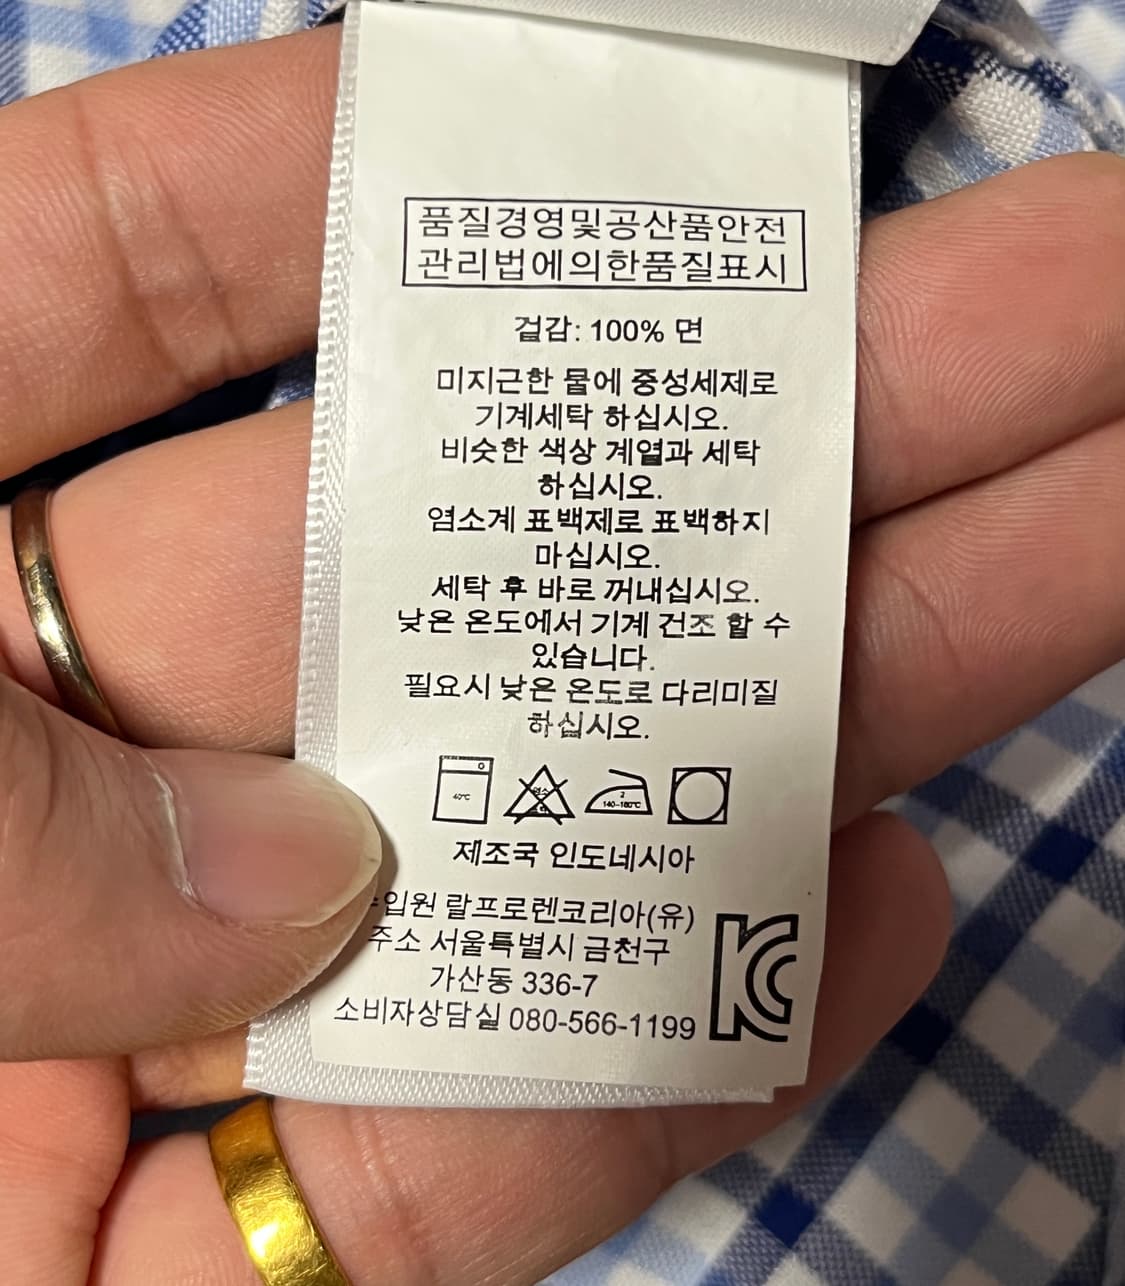 품질경영및공산품안전
관리법에의한품질표시
겉감: 100% 면
미지근한 물에 중성세제로
기계세탁 하십시오.
비슷한 색상 계열과 세탁
하십시오.
염소계 표백제로 표백하지
마십시오.
세탁 후 바로 꺼내십시오.
낮은 온도에서 기계 건조 할 수
있습니다.
필요시 낮은 온도로 다리미질
하십시오.
40℃
2
140~160℃
제조국 인도네시아
입원 랄프로렌코리아(유)
주소 서울특별시 금천구
가산동 336-7
소비자상담실 080-566-1199
KC